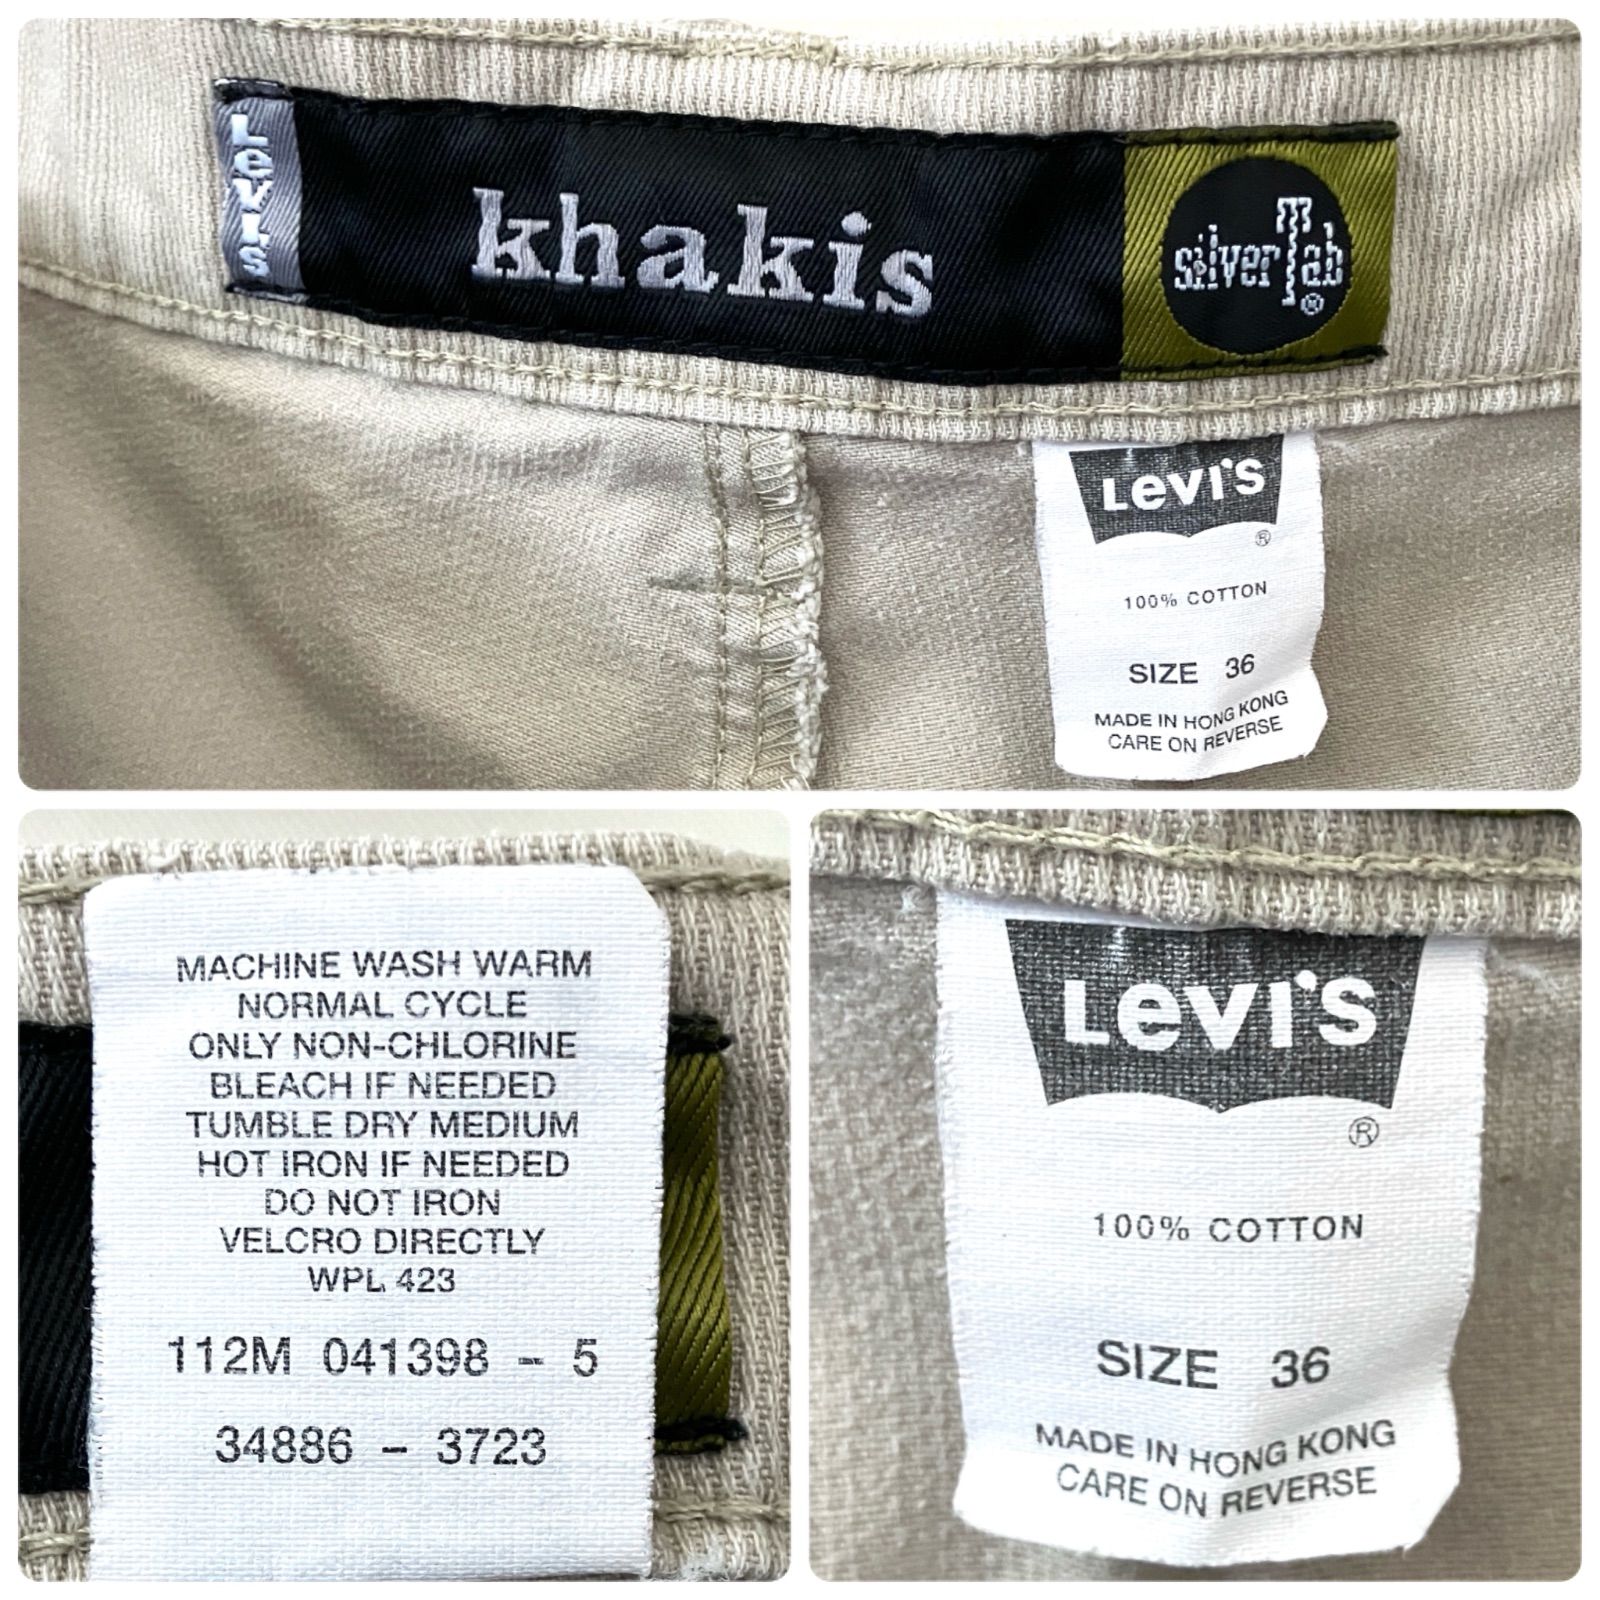 Levi's
khakis
silverTab
®
LEVI'S
®
100% COTTON
SIZE 36
MADE IN HONG KONG
CARE ON REVERSE
MACHINE WASH WARM
NORMAL CYCLE
ONLY NON-CHLORINE
BLEACH IF NEEDED
TUMBLE DRY MEDIUM
HOT IRON IF NEEDED
DO NOT IRON
VELCRO DIRECTLY
WPL 423
112M 041398 - 5
34886 - 3723
LEVI'S
®
100% COTTON
SIZE 36
MADE IN HONG KONG
CARE ON REVERSE